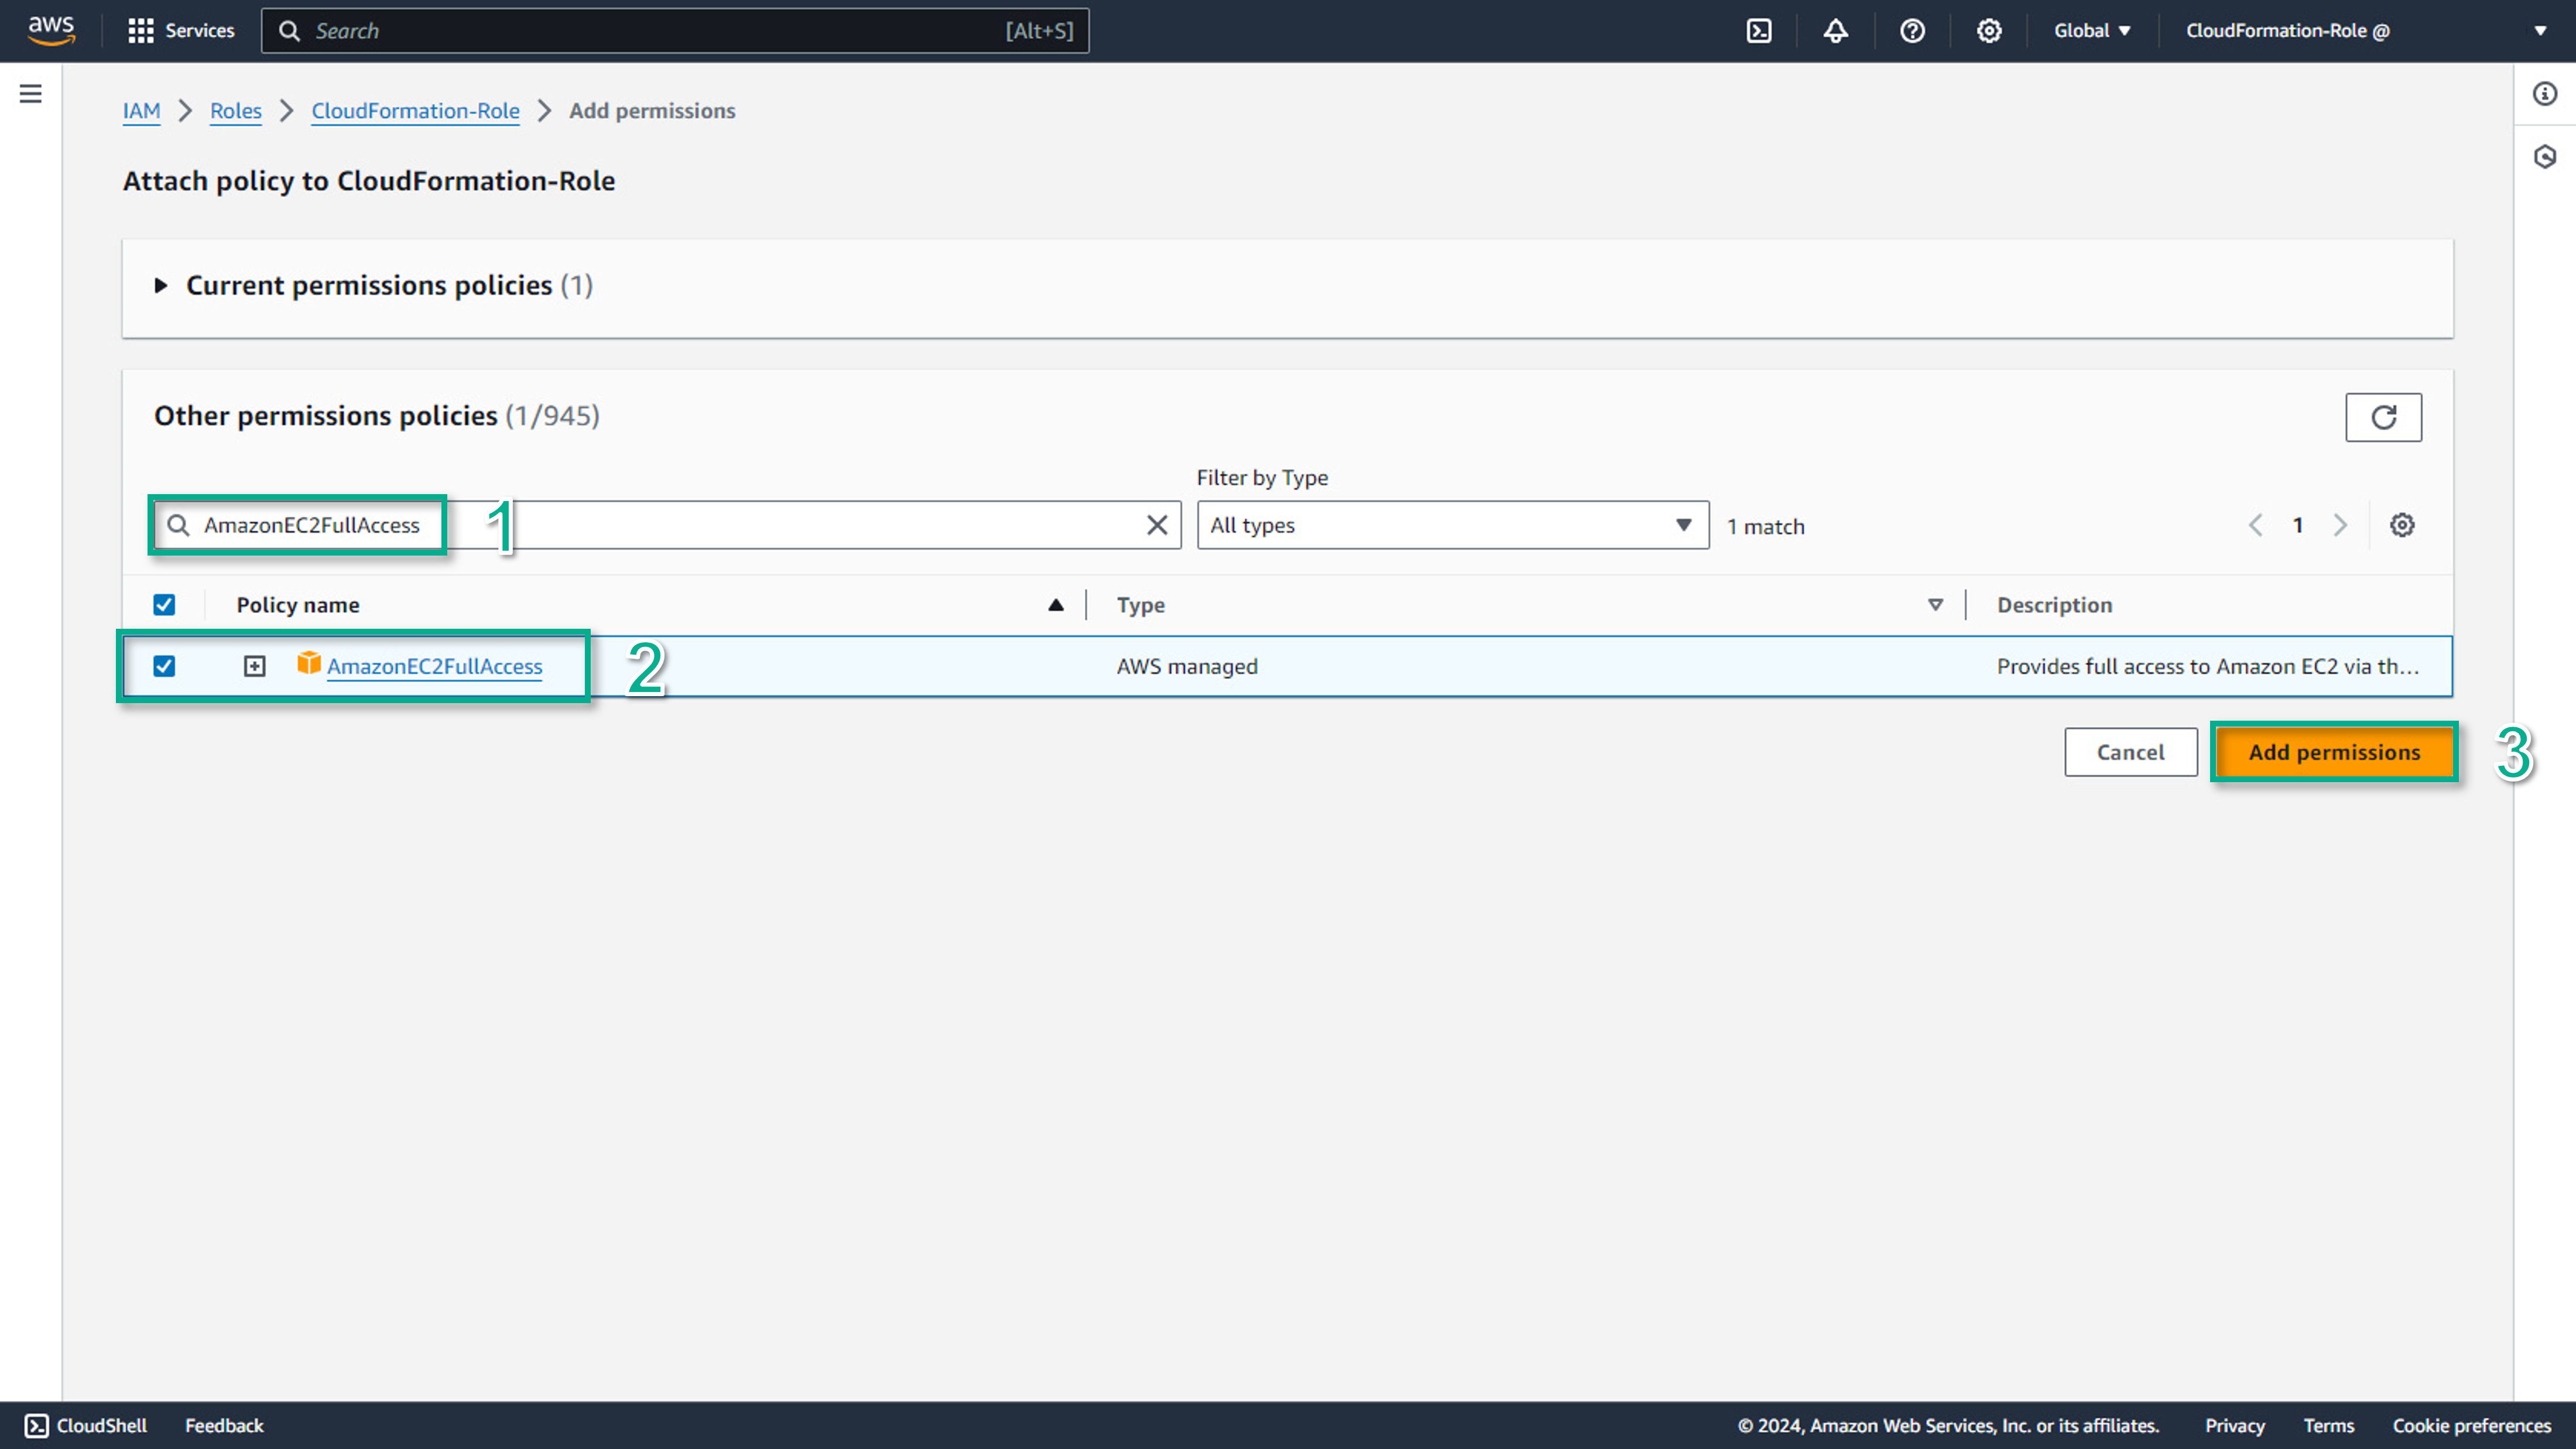 aws Services Search [Alt+S] Global CloudFormation-Role @
IAM Roles CloudFormation-Role Add permissions
Attach policy to CloudFormation-Role
Current permissions policies (1)
Other permissions policies (1/945)
Filter by Type
AmazonEC2FullAccess 1 All types 1 match 1
Policy name Type Description
AmazonEC2FullAccess 2 AWS managed Provides full access to Amazon EC2 via th...
Cancel Add permissions 3
CloudShell Feedback © 2024, Amazon Web Services, Inc. or its affiliates. Privacy Terms Cookie preferences